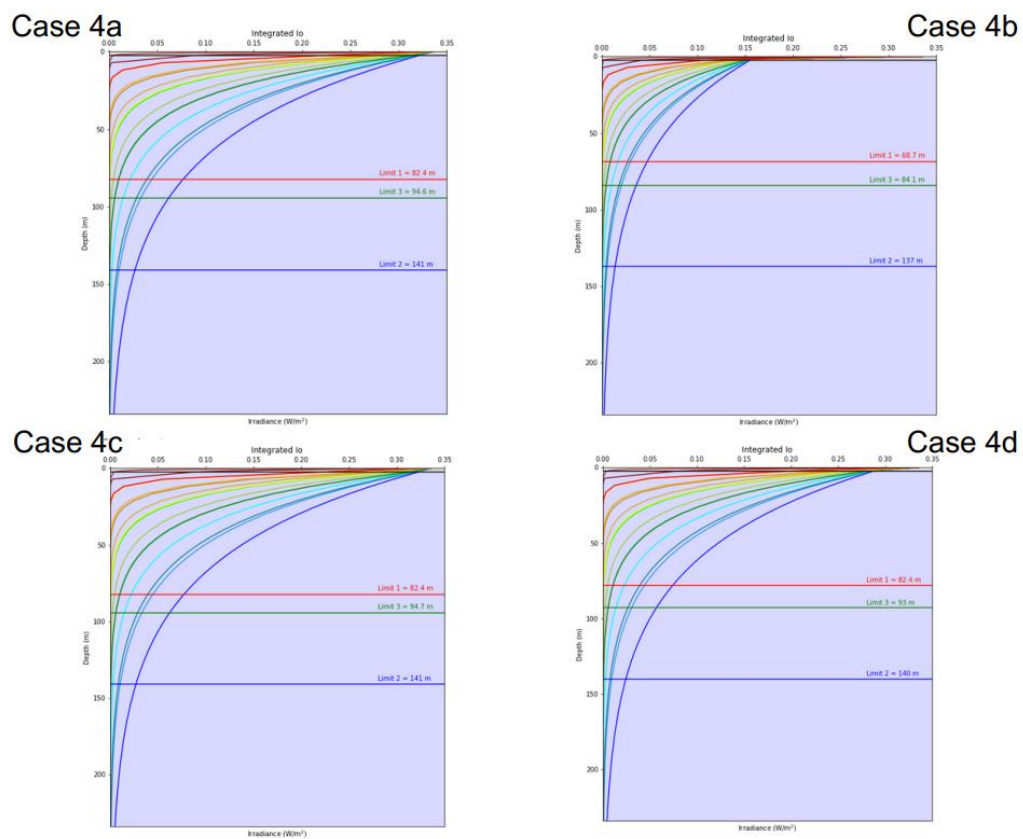 Case 4a
Integrated Io
0.00 0.05 0.10 0.15 0.20 0.25 0.30 0.35
0
50
100
150
200
Depth (m)
Limit 1 = 82.4 m
Limit 3 = 94.6 m
Limit 2 = 141 m
Irradiance (W/m²)
Case 4b
Integrated Io
0.00 0.05 0.10 0.15 0.20 0.25 0.30 0.35
0
50
100
150
200
Depth (m)
Limit 1 = 68.7 m
Limit 3 = 84.1 m
Limit 2 = 137 m
Irradiance (W/m²)
Case 4c
Integrated Io
0.00 0.05 0.10 0.15 0.20 0.25 0.30 0.35
0
50
100
150
200
Depth (m)
Limit 1 = 82.4 m
Limit 3 = 94.7 m
Limit 2 = 141 m
Irradiance (W/m²)
Case 4d
Integrated Io
0.00 0.05 0.10 0.15 0.20 0.25 0.30 0.35
0
50
100
150
200
Depth (m)
Limit 1 = 82.4 m
Limit 3 = 93 m
Limit 2 = 140 m
Irradiance (W/m²)